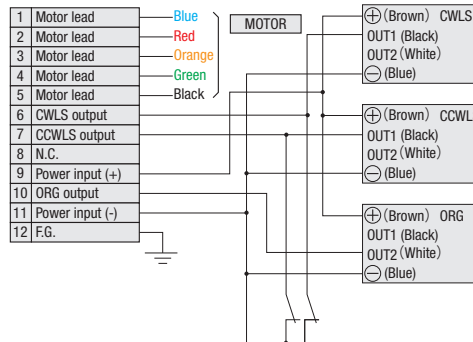 1 Motor lead Blue
2 Motor lead Red
3 Motor lead Orange
4 Motor lead Green
5 Motor lead Black
MOTOR
6 CWLS output
7 CCWLS output
8 N.C.
9 Power input (+)
10 ORG output
11 Power input (-)
12 F.G.
⊕ (Brown) CWLS
OUT1 (Black)
OUT2 (White)
⊖ (Blue)
⊕ (Brown) CCWL
OUT1 (Black)
OUT2 (White)
⊖ (Blue)
⊕ (Brown) ORG
OUT1 (Black)
OUT2 (White)
⊖ (Blue)